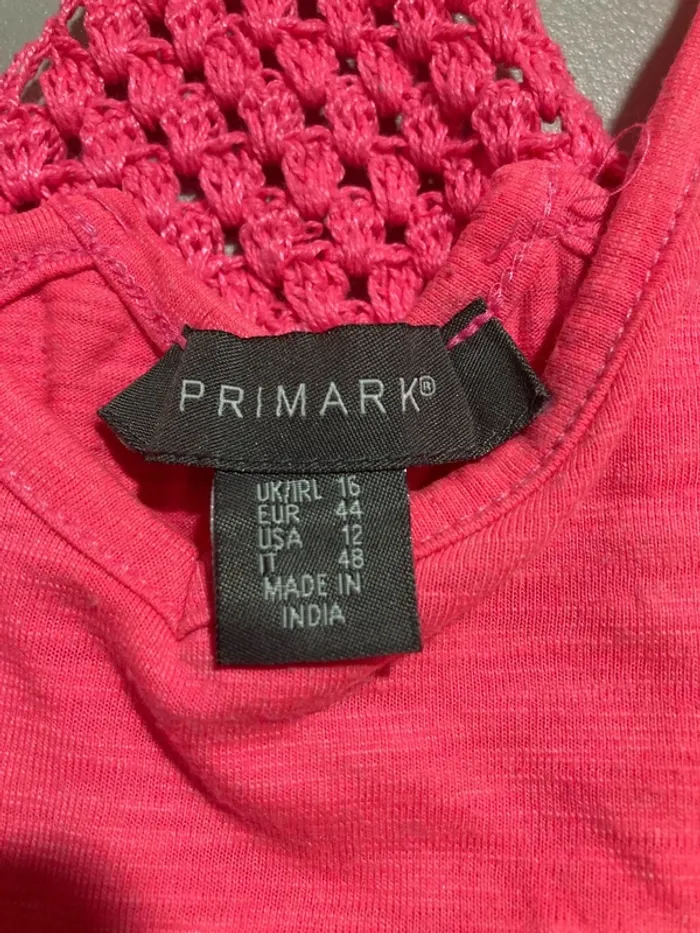 PRIMARK®
UK/IRL 16
EUR 44
USA 12
IT 48
MADE IN
INDIA